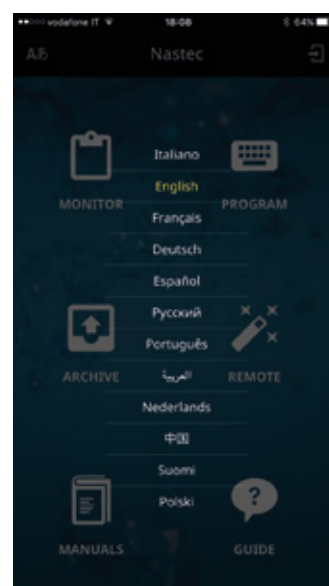 vodafone IT 18:08 64%
Aあ Nastec
Italiano
English
MONITOR PROGRAM
Français
Deutsch
Español
Русский
Português
ARCHIVE العربية REMOTE
Nederlands
中国
Suomi
Polski
?
MANUALS GUIDE